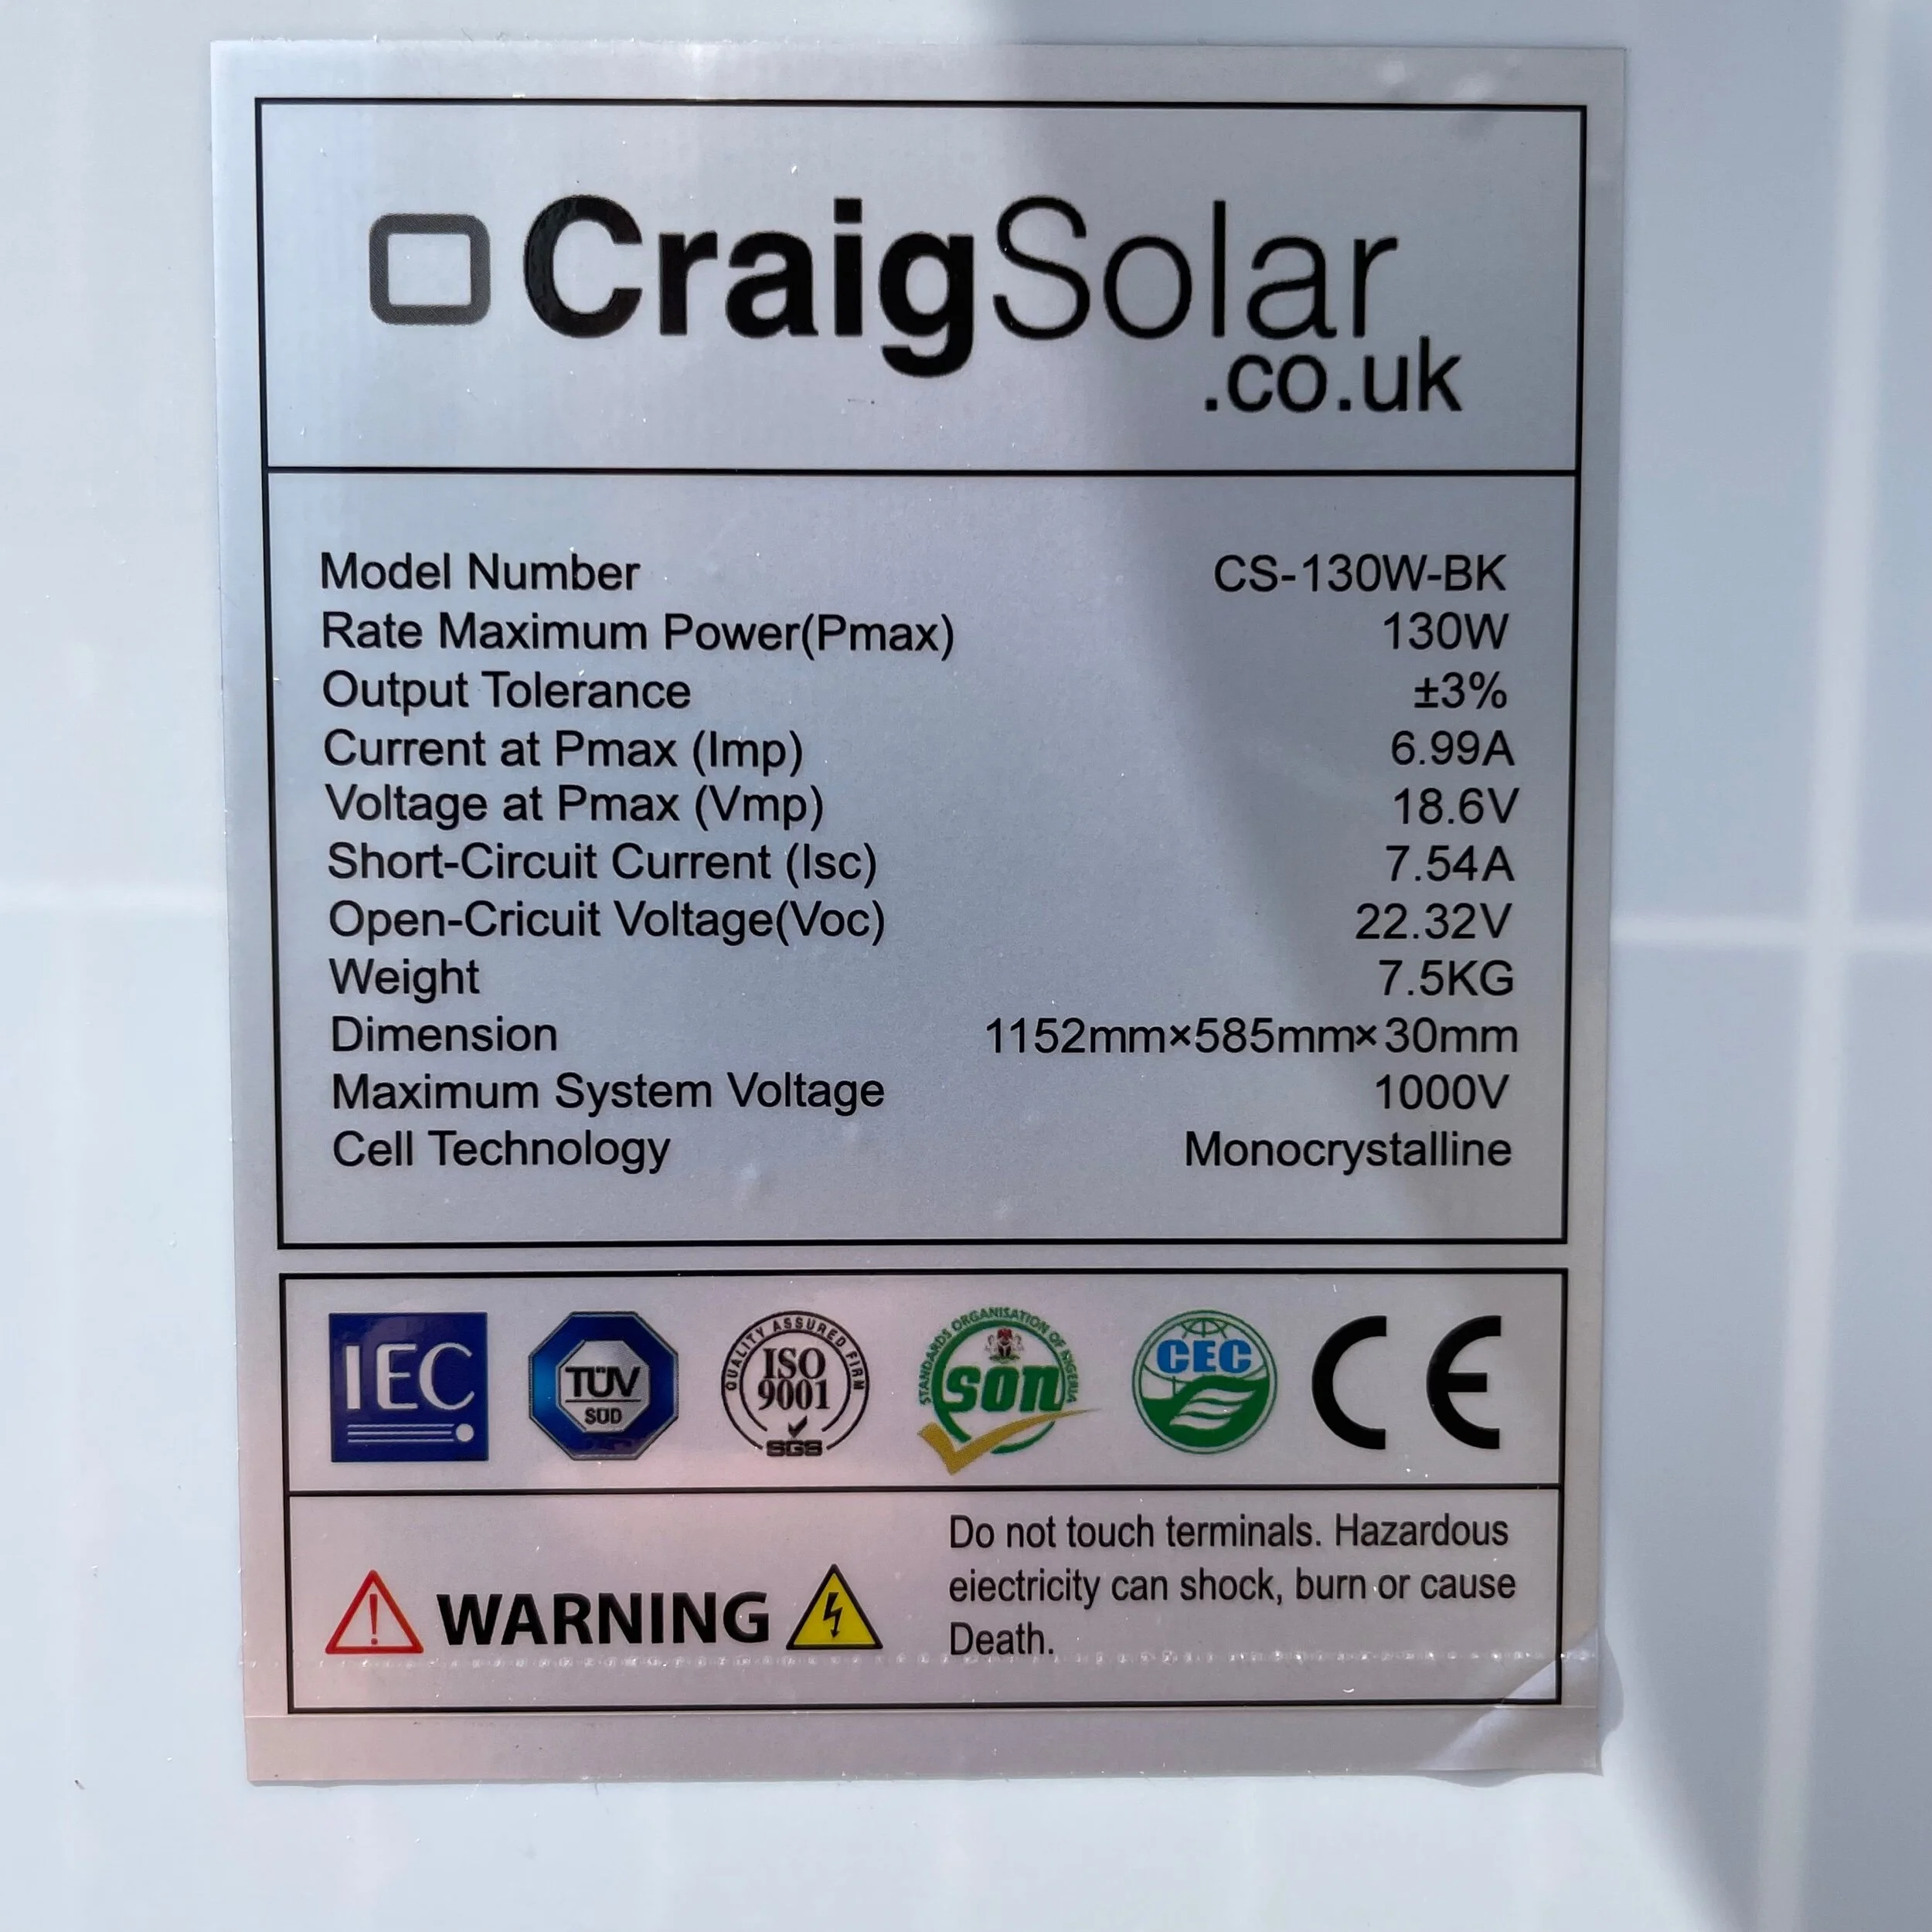 CraigSolar
.co.uk
Model Number CS-130W-BK
Rate Maximum Power(Pmax) 130W
Output Tolerance ±3%
Current at Pmax (Imp) 6.99A
Voltage at Pmax (Vmp) 18.6V
Short-Circuit Current (Isc) 7.54A
Open-Cricuit Voltage(Voc) 22.32V
Weight 7.5KG
Dimension 1152mm×585mm×30mm
Maximum System Voltage 1000V
Cell Technology Monocrystalline
IEC
TÜV
SÜD
QUALITY ASSURED FIRM
ISO
9001
SGS
STANDARDS ORGANISATION OF NIGERIA
SON
CEC
CE
WARNING
Do not touch terminals. Hazardous
eiectricity can shock, burn or cause
Death.